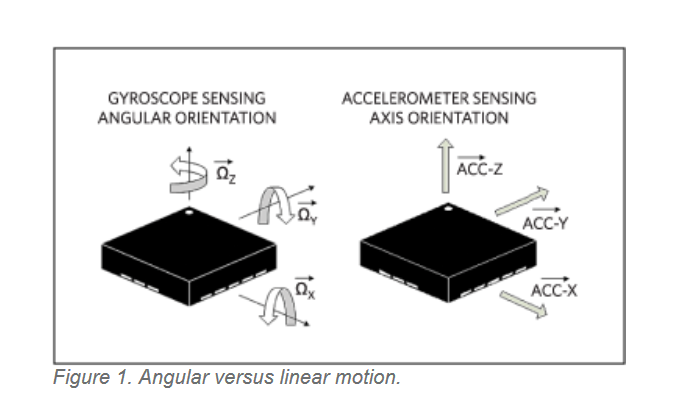 GYROSCOPE SENSING
ANGULAR ORIENTATION
Ω_Z
Ω_Y
Ω_X
ACCELEROMETER SENSING
AXIS ORIENTATION
ACC-Z
ACC-Y
ACC-X
Figure 1. Angular versus linear motion.